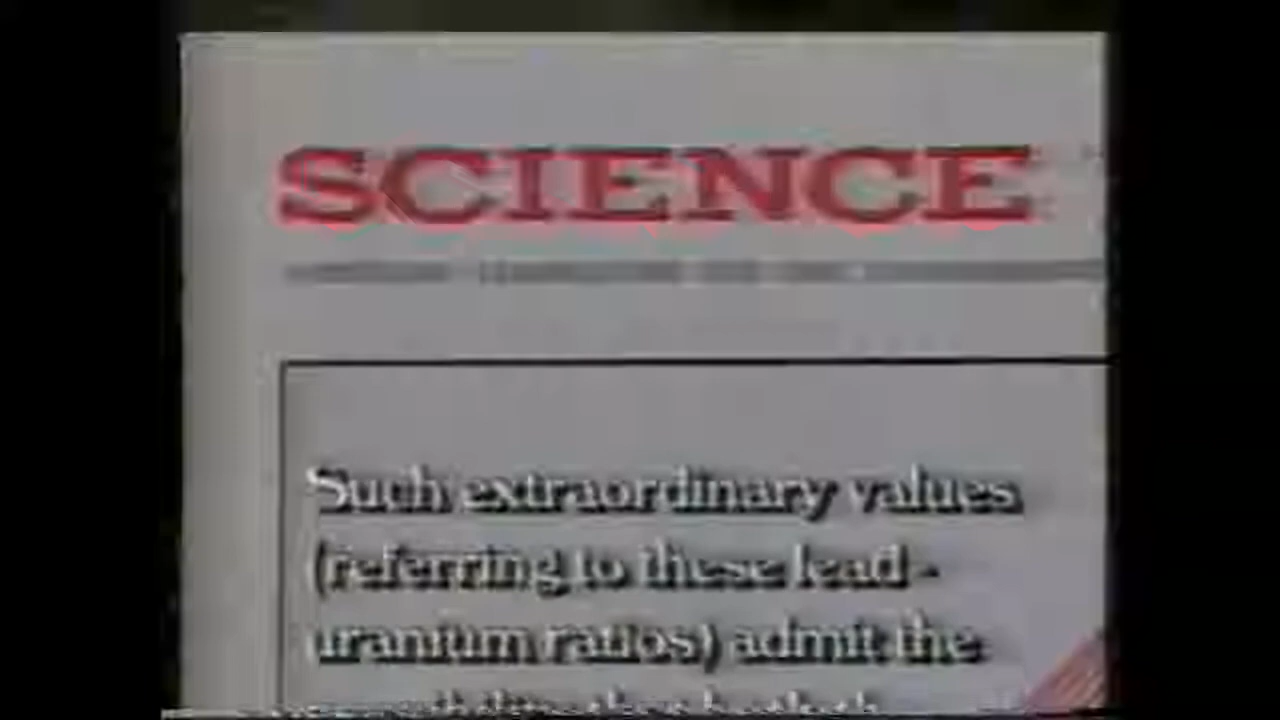 SCIENCE
Such extraordinary values
(referring to these lead -
uranium ratios) admit the